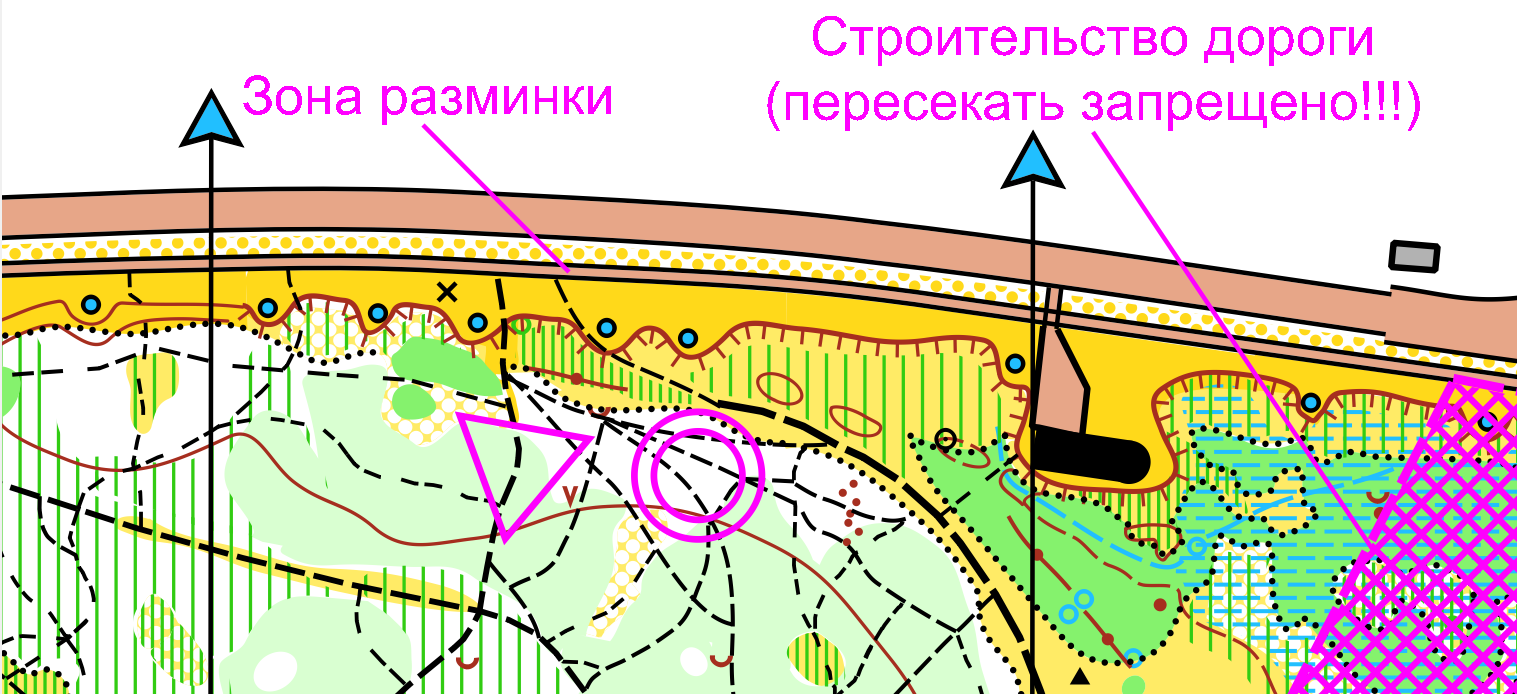 Строительство дороги
(пересекать запрещено!!!)
Зона разминки